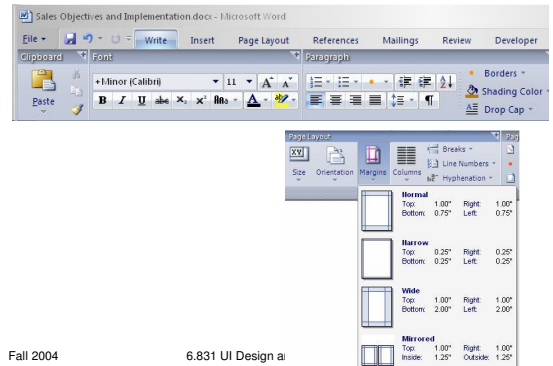 Sales Objectives and Implementation.docx - Microsoft Word
File Write Insert Page Layout References Mailings Review Developer
Clipboard Font Paragraph
+Minor (Calibri) 11 A A Borders
Paste B I U abc X₂ X² A ab ¶ Shading Color
Drop Cap
Page Layout Pag
XY Breaks
Line Numbers
Size Orientation Margins Columns Hyphenation
Normal
Top: 1.00" Right: 1.00"
Bottom: 0.75" Left: 0.75"
Narrow
Top: 0.25" Right: 0.25"
Bottom: 0.25" Left: 0.25"
Wide
Top: 1.00" Right: 1.00"
Bottom: 2.00" Left: 2.00"
Mirrored
Top: 1.00" Right: 1.00"
Inside: 1.25" Outside: 1.25"
Fall 2004 6.831 UI Design a